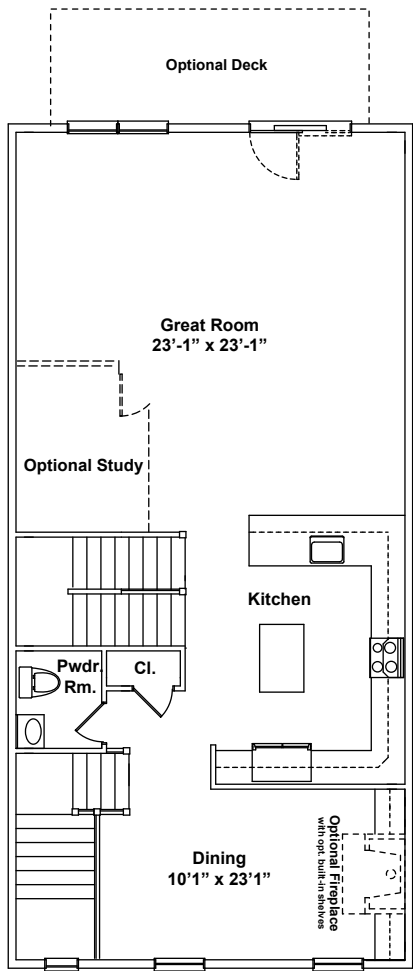 Optional Deck
Great Room
23’-1” x 23’-1”
Optional Study
Kitchen
Pwdr.
Rm.
Cl.
Dining
10’1” x 23’1”
Optional Fireplace
with opt. built-in shelves